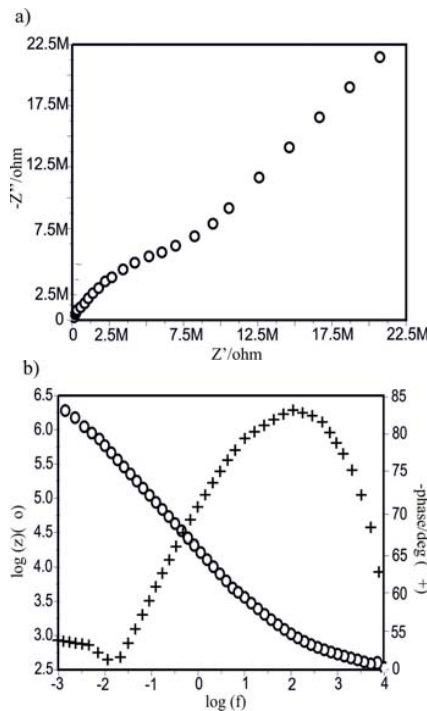 a)
22.5M
17.5M
-Z''/ohm
12.5M
7.5M
2.5M
0
0 2.5M 7.5M 12.5M 17.5M 22.5M
Z'/ohm
b)
6.5 85
6.0 80
5.5 75
5.0
4.5 70
4.0 65
3.5 60
3.0 55
2.5 0
log (z)( o)
-phase/deg ( +)
-3 -2 -1 0 1 2 3 4
log (f)